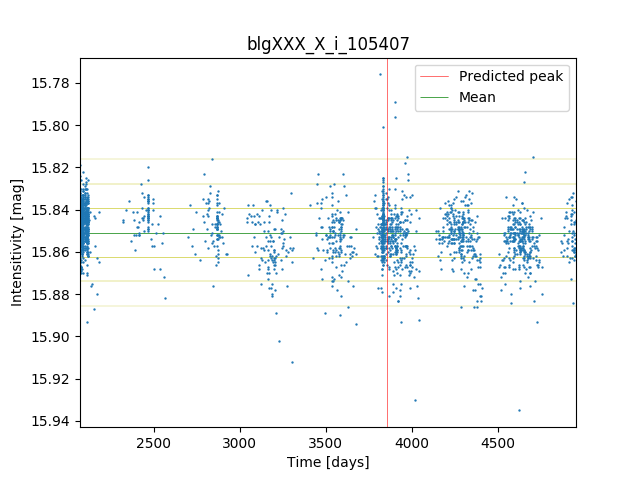 blgXXX_X_i_105407
Predicted peak
Mean
15.78
15.80
15.82
15.84
15.86
15.88
15.90
15.92
15.94
Intensitivity [mag]
2500
3000
3500
4000
4500
Time [days]